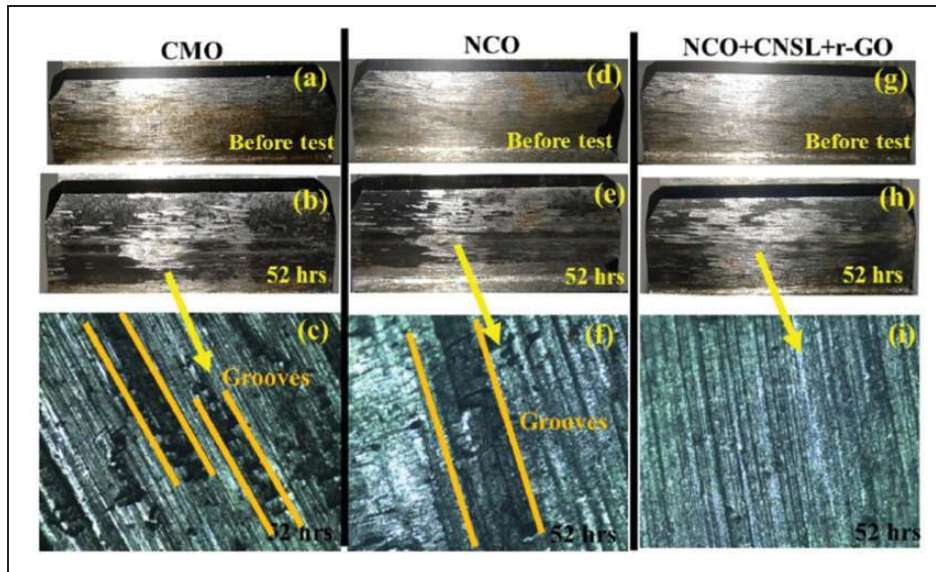 CMO
(a)
Before test
(b)
52 hrs
(c)
Grooves
52 hrs
NCO
(d)
Before test
(e)
52 hrs
(f)
Grooves
52 hrs
NCO+CNSL+r-GO
(g)
Before test
(h)
52 hrs
(i)
52 hrs